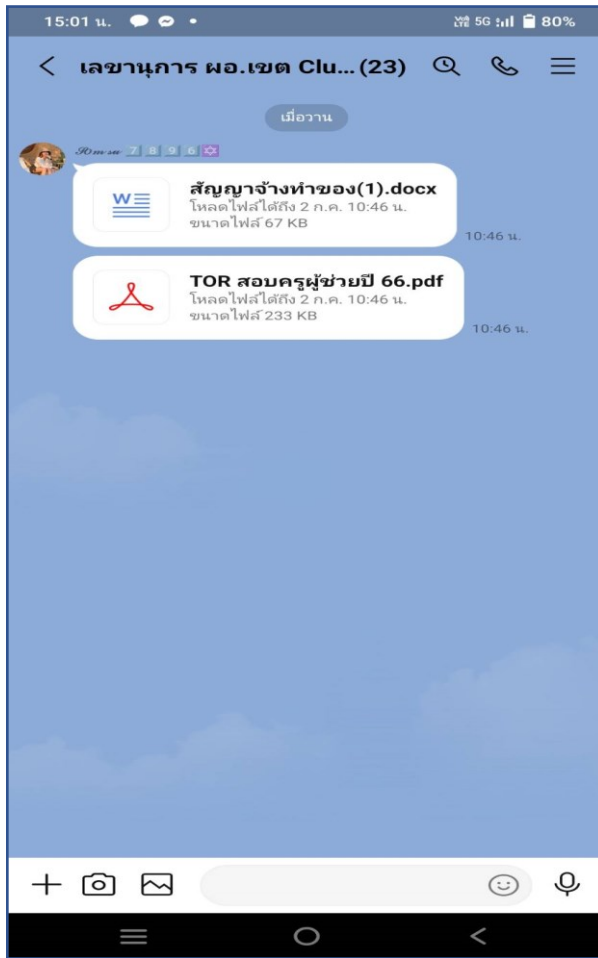 15:01 น. 5G 80%
เลขานุการ ผอ.เขต Clu... (23)
เมื่อวาน
7 8 9 6
สัญญาจ้างทำของ(1).docx
โหลดไฟล์ได้ถึง 2 ก.ค. 10:46 น.
ขนาดไฟล์ 67 KB
10:46 น.
TOR สอบครูผู้ช่วยปี 66.pdf
โหลดไฟล์ได้ถึง 2 ก.ค. 10:46 น.
ขนาดไฟล์ 233 KB
10:46 น.